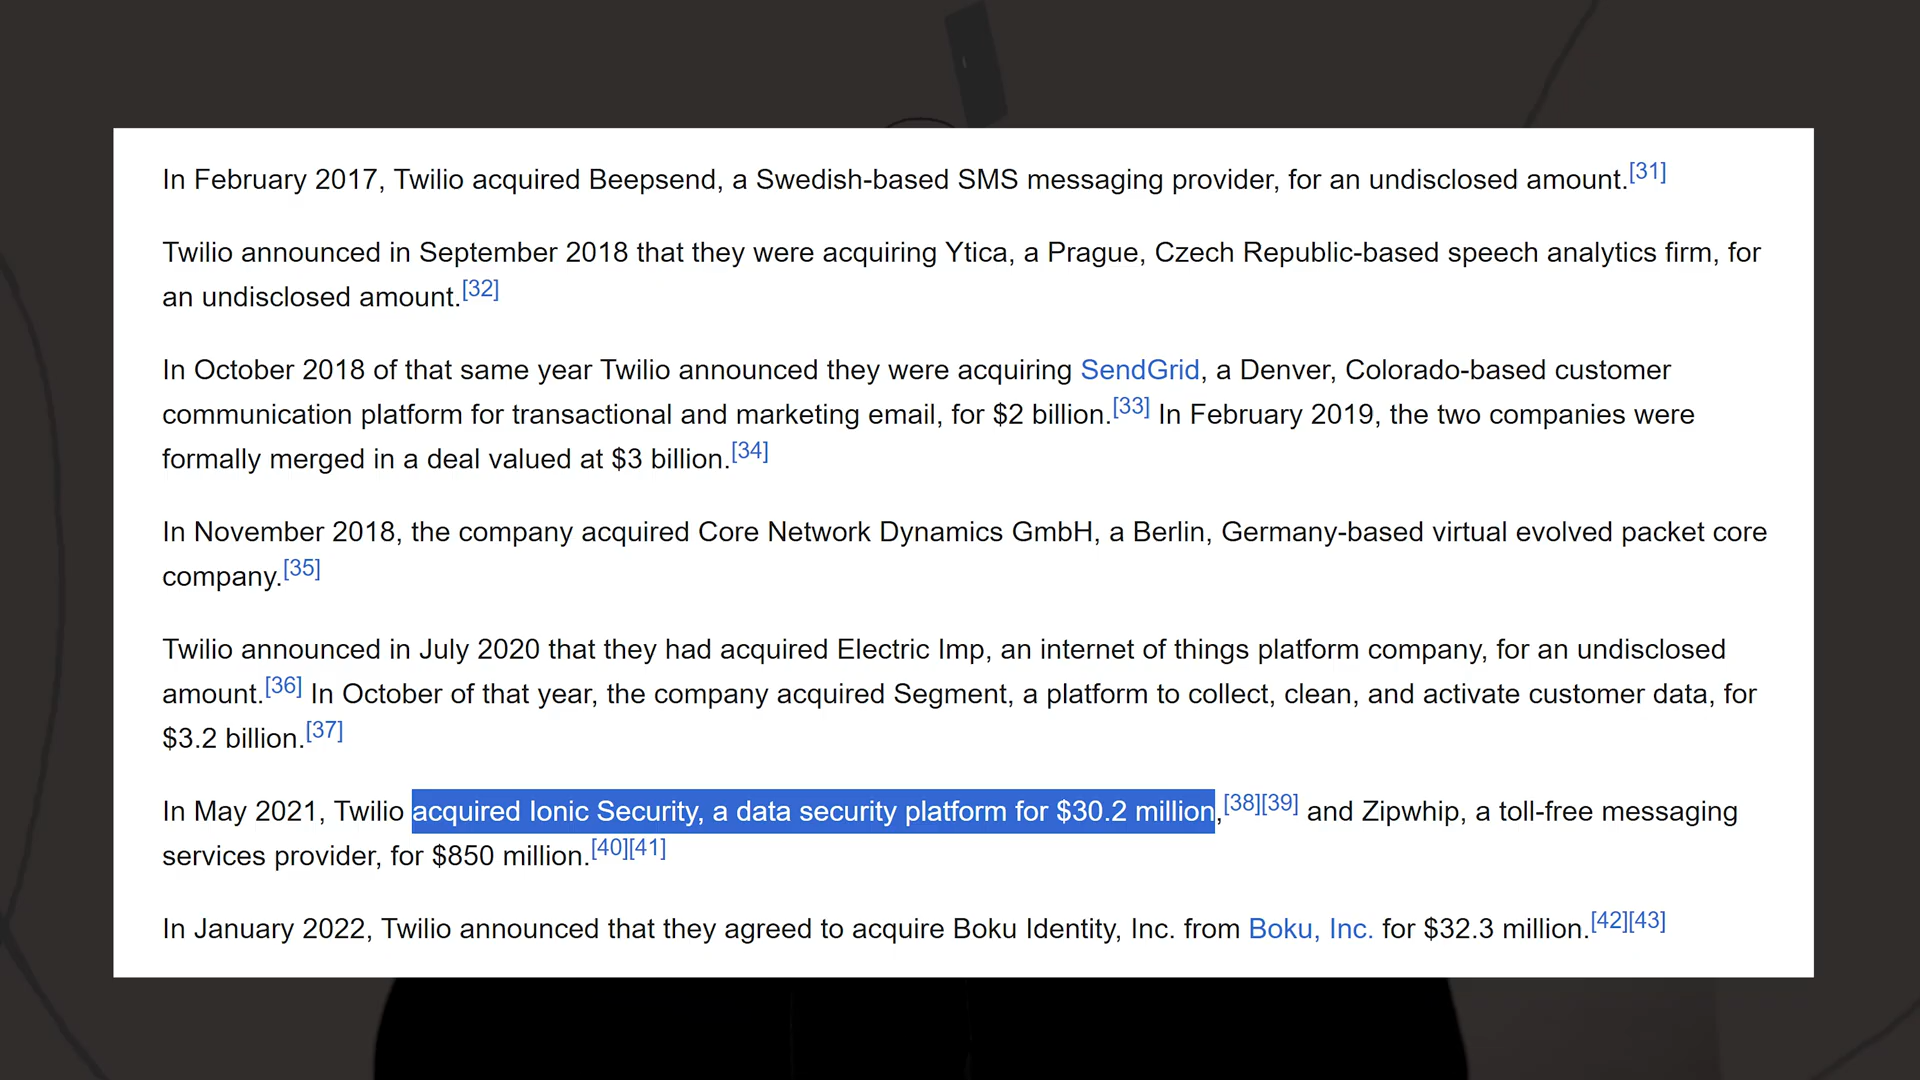 In February 2017, Twilio acquired Beepsend, a Swedish-based SMS messaging provider, for an undisclosed amount.[31]
Twilio announced in September 2018 that they were acquiring Ytica, a Prague, Czech Republic-based speech analytics firm, for
an undisclosed amount.[32]
In October 2018 of that same year Twilio announced they were acquiring SendGrid, a Denver, Colorado-based customer
communication platform for transactional and marketing email, for $2 billion.[33] In February 2019, the two companies were
formally merged in a deal valued at $3 billion.[34]
In November 2018, the company acquired Core Network Dynamics GmbH, a Berlin, Germany-based virtual evolved packet core
company.[35]
Twilio announced in July 2020 that they had acquired Electric Imp, an internet of things platform company, for an undisclosed
amount.[36] In October of that year, the company acquired Segment, a platform to collect, clean, and activate customer data, for
$3.2 billion.[37]
In May 2021, Twilio acquired Ionic Security, a data security platform for $30.2 million,[38][39] and Zipwhip, a toll-free messaging
services provider, for $850 million.[40][41]
In January 2022, Twilio announced that they agreed to acquire Boku Identity, Inc. from Boku, Inc. for $32.3 million.[42][43]